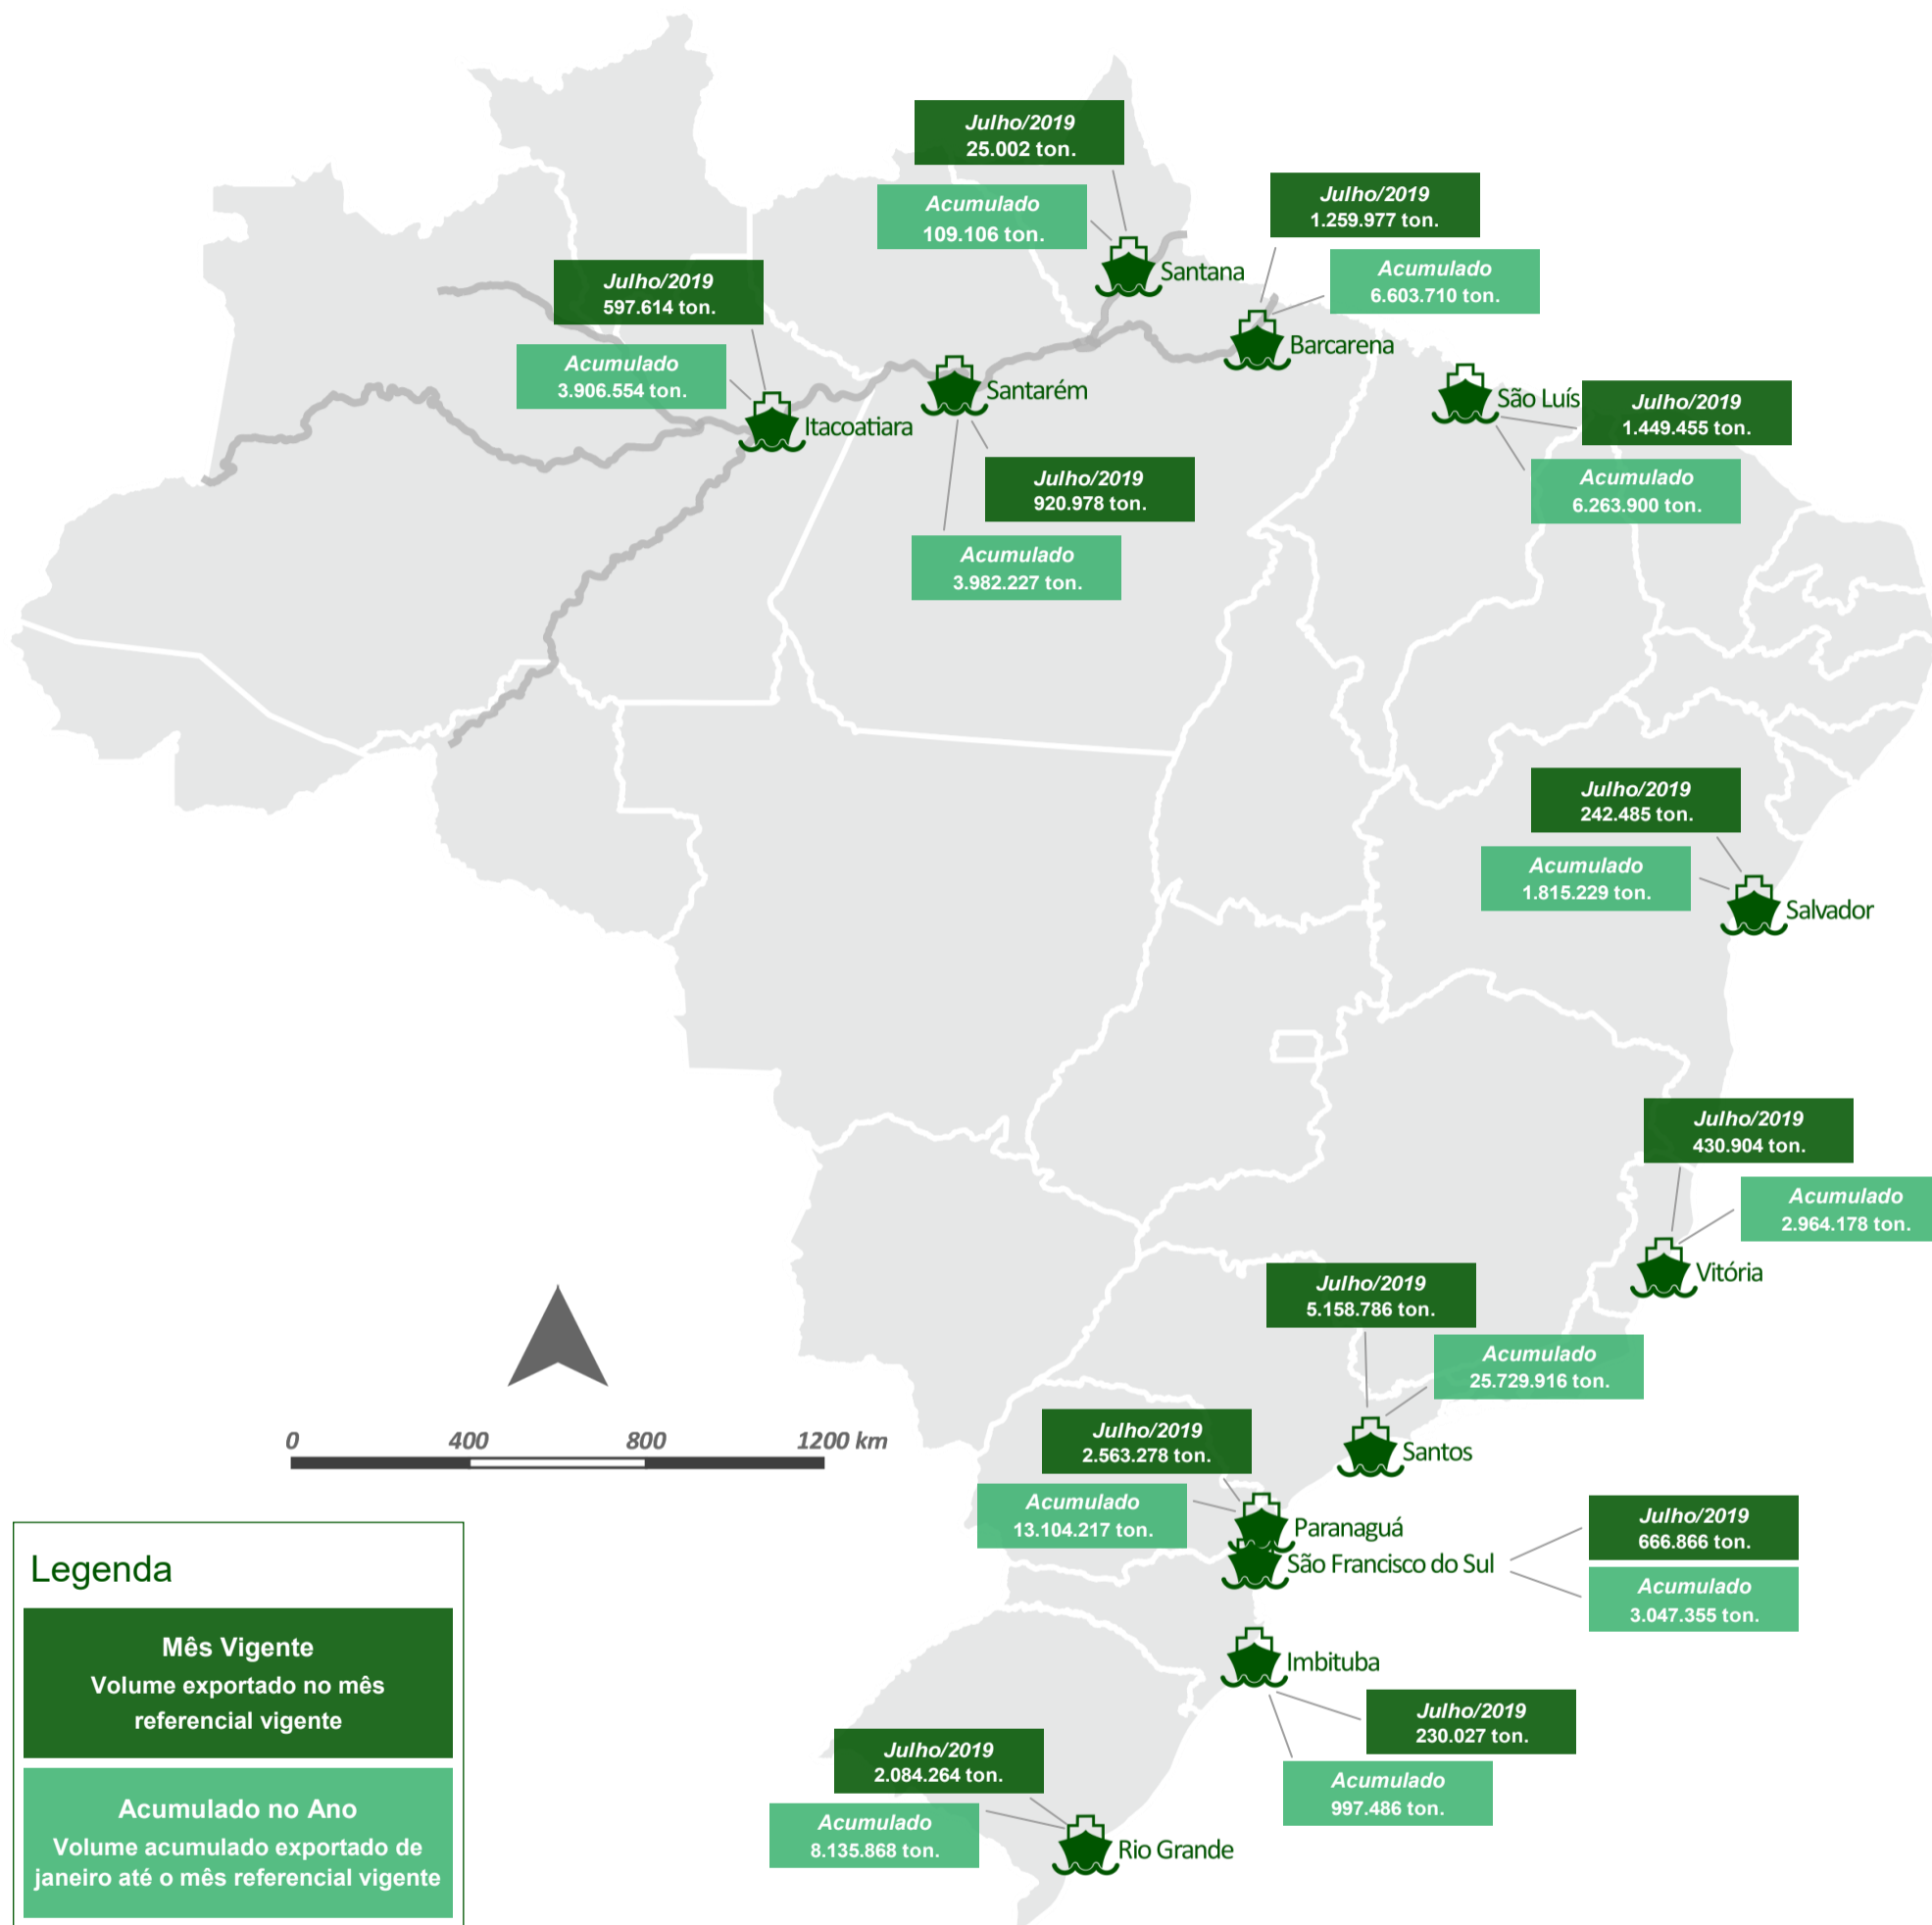 Julho/2019
25.002 ton.
Acumulado
109.106 ton.
Santana
Julho/2019
1.259.977 ton.
Acumulado
6.603.710 ton.
Barcarena
Julho/2019
597.614 ton.
Acumulado
3.906.554 ton.
Itacoatiara
Santarém
Julho/2019
920.978 ton.
Acumulado
3.982.227 ton.
São Luís
Julho/2019
1.449.455 ton.
Acumulado
6.263.900 ton.
Julho/2019
242.485 ton.
Acumulado
1.815.229 ton.
Salvador
Julho/2019
430.904 ton.
Acumulado
2.964.178 ton.
Vitória
Julho/2019
5.158.786 ton.
Acumulado
25.729.916 ton.
Santos
Julho/2019
2.563.278 ton.
Acumulado
13.104.217 ton.
Paranaguá
São Francisco do Sul
Julho/2019
666.866 ton.
Acumulado
3.047.355 ton.
Imbituba
Julho/2019
230.027 ton.
Acumulado
997.486 ton.
Julho/2019
2.084.264 ton.
Acumulado
8.135.868 ton.
Rio Grande
0 400 800 1200 km
Legenda
Mês Vigente
Volume exportado no mês
referencial vigente
Acumulado no Ano
Volume acumulado exportado de
janeiro até o mês referencial vigente